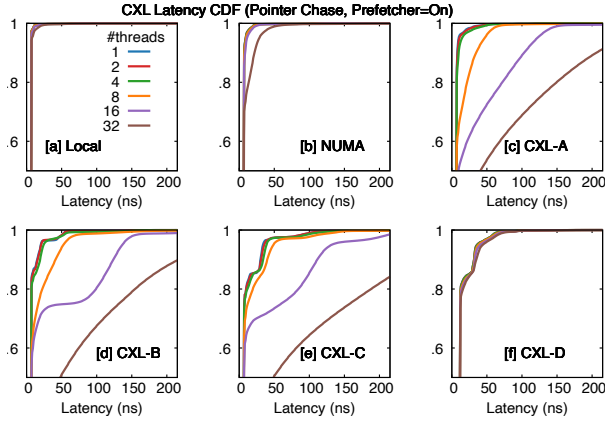 CXL Latency CDF (Pointer Chase, Prefetcher=On)
1
.8
.6
#threads
1
2
4
8
16
32
[a] Local
0 50 100 150 200
Latency (ns)
1
.8
.6
[b] NUMA
0 50 100 150 200
Latency (ns)
1
.8
.6
[c] CXL-A
0 50 100 150 200
Latency (ns)
1
.8
.6
[d] CXL-B
0 50 100 150 200
Latency (ns)
1
.8
.6
[e] CXL-C
0 50 100 150 200
Latency (ns)
1
.8
.6
[f] CXL-D
0 50 100 150 200
Latency (ns)